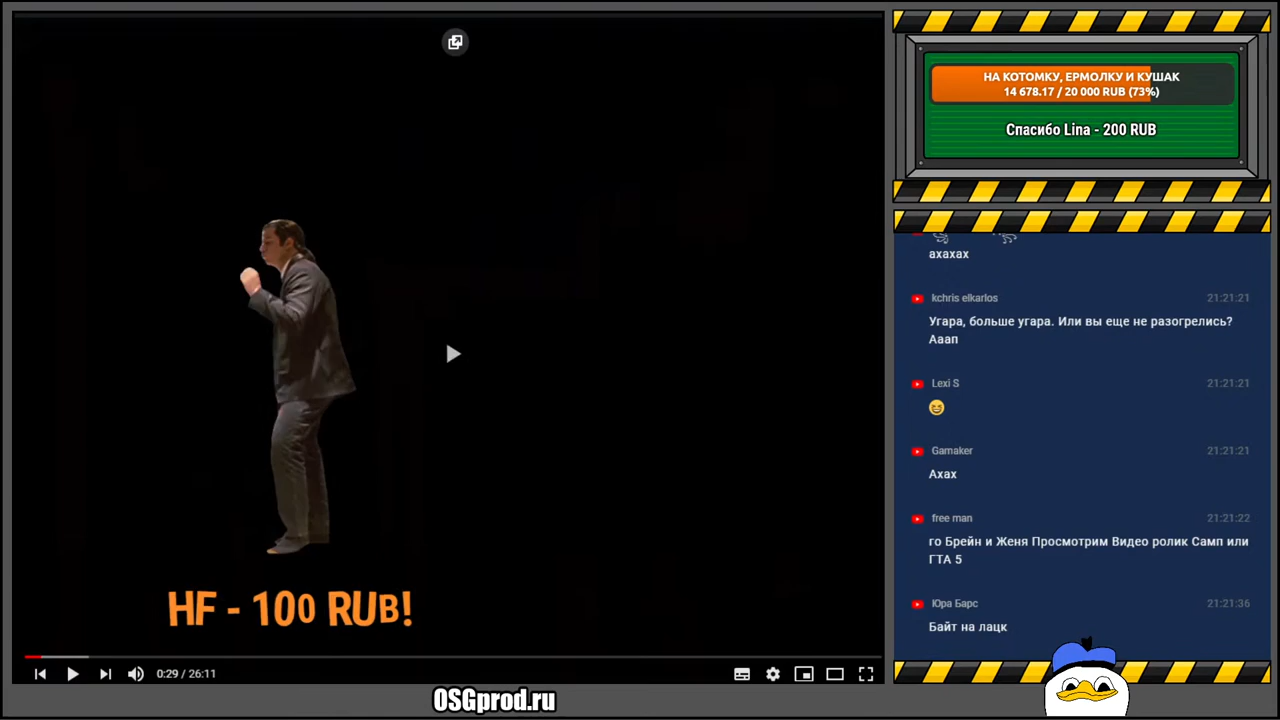 НА КОТОМКУ, ЕРМОЛКУ И КУШАК
14 678.17 / 20 000 RUB (73%)
Спасибо Lina - 200 RUB
ахахах
kchris elkarlos 21:21:21
Угара, больше угара. Или вы еще не разогрелись?
Ааап
Lexi S 21:21:21
Gamaker 21:21:21
Ахах
free man 21:21:22
го Брейн и Женя Просмотрим Видео ролик Самп или
ГТА 5
Юра Барс 21:21:36
Байт на лацк
HF - 100 RUB!
0:29 / 26:11
OSGprod.ru